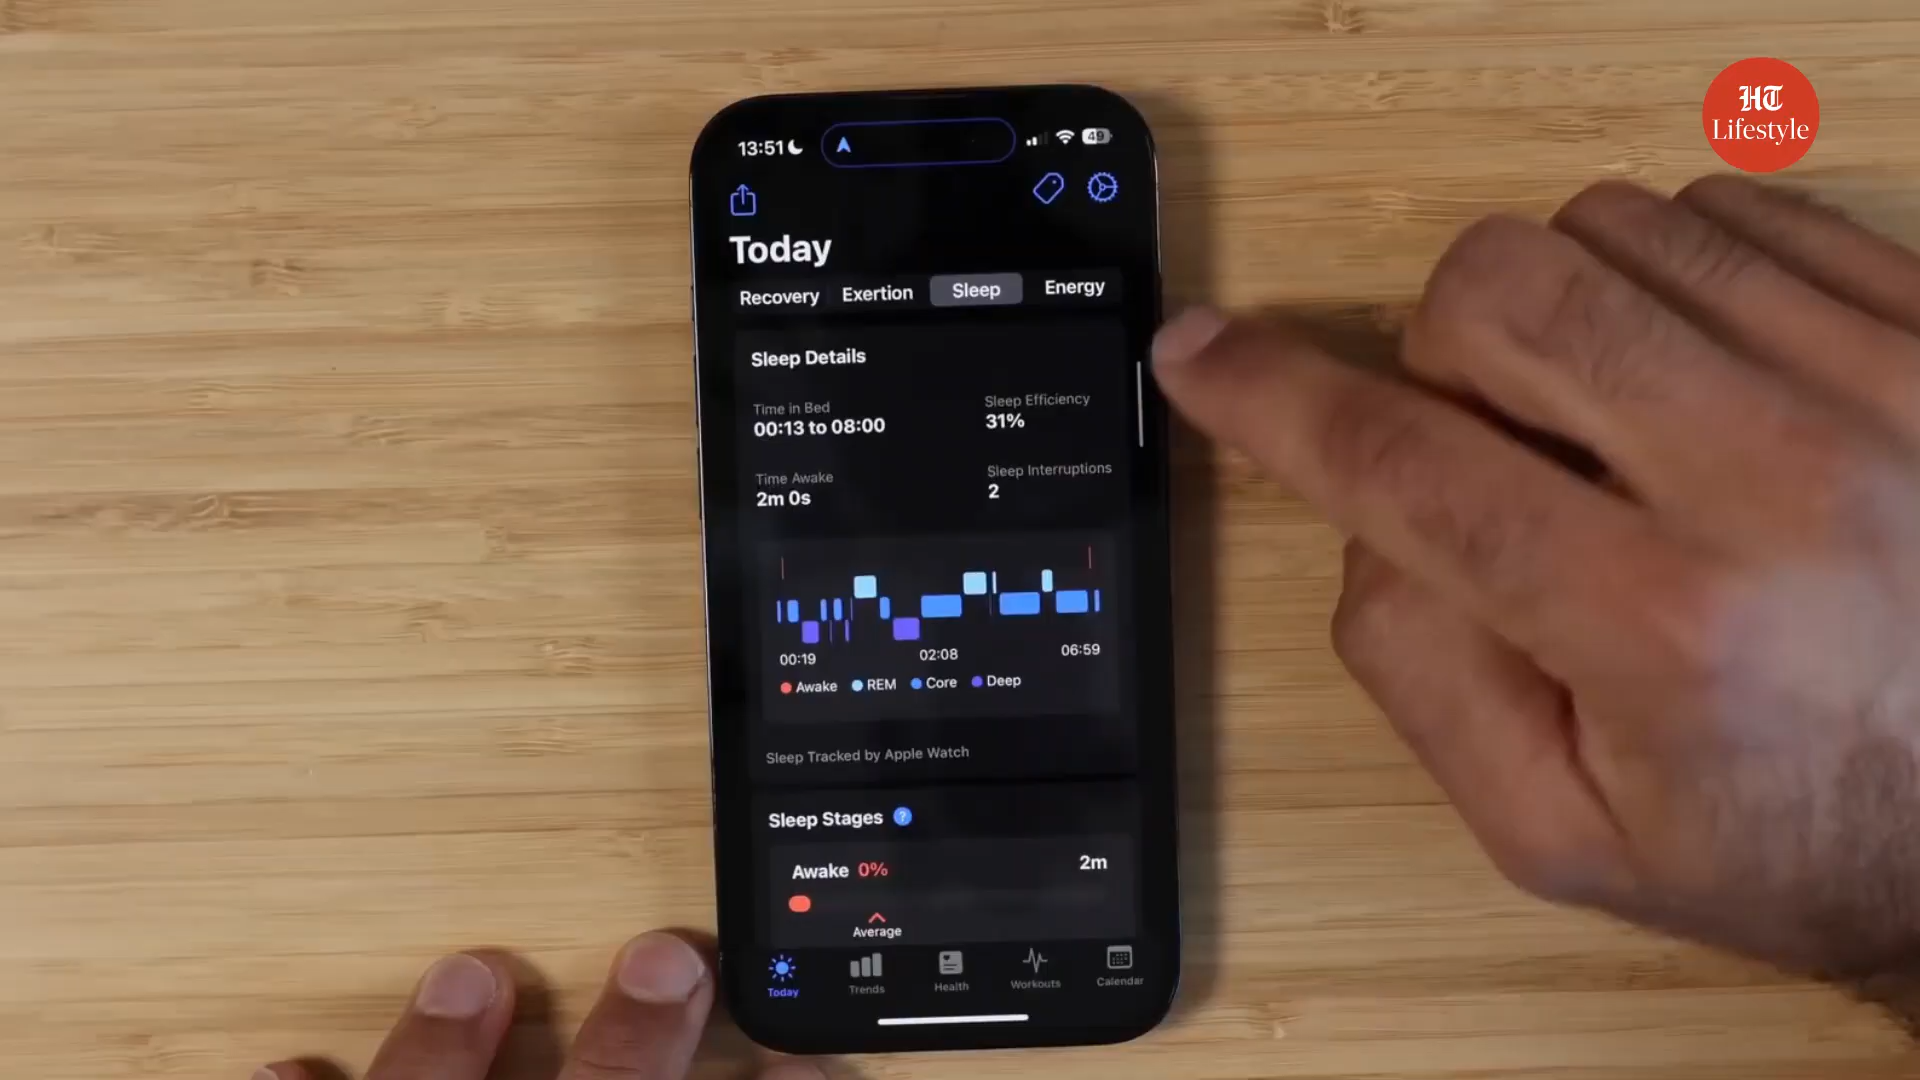 HT
Lifestyle
13:51
49
Today
Recovery Exertion Sleep Energy
Sleep Details
Time in Bed
00:13 to 08:00
Sleep Efficiency
31%
Time Awake
2m 0s
Sleep Interruptions
2
00:19 02:08 06:59
Awake REM Core Deep
Sleep Tracked by Apple Watch
Sleep Stages ?
Awake 0% 2m
Average
Today Trends Health Workouts Calendar